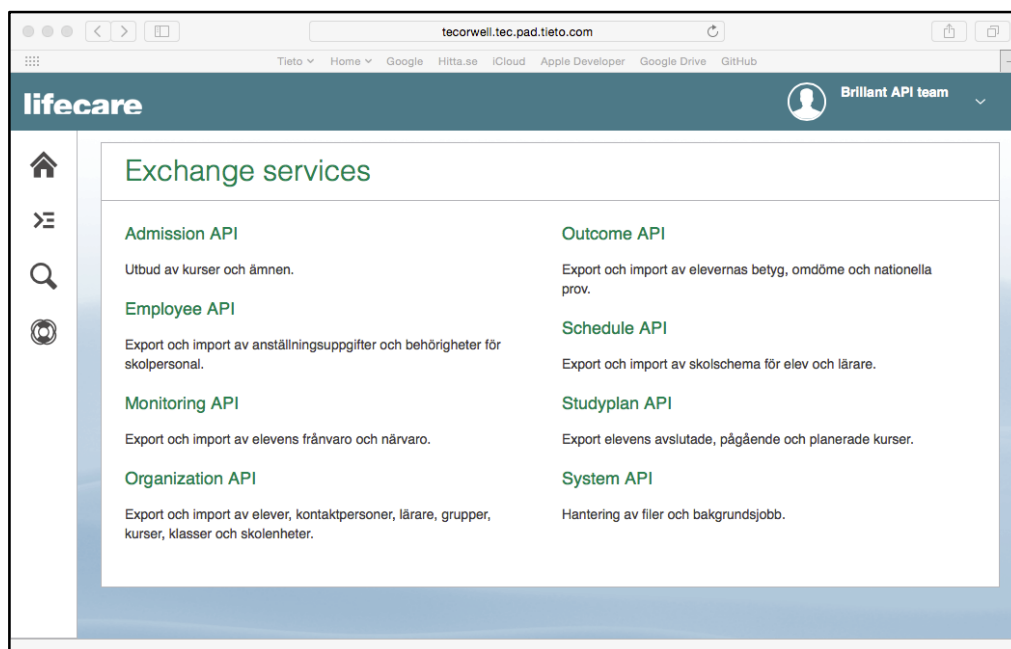 tecorwell.tec.pad.tieto.com
Tieto Home Google Hitta.se iCloud Apple Developer Google Drive GitHub
lifecare
Brillant API team
Exchange services
Admission API
Utbud av kurser och ämnen.
Employee API
Export och import av anställningsuppgifter och behörigheter för
skolpersonal.
Monitoring API
Export och import av elevens frånvaro och närvaro.
Organization API
Export och import av elever, kontaktpersoner, lärare, grupper,
kurser, klasser och skolenheter.
Outcome API
Export och import av elevernas betyg, omdöme och nationella
prov.
Schedule API
Export och import av skolschema för elev och lärare.
Studyplan API
Export elevens avslutade, pågående och planerade kurser.
System API
Hantering av filer och bakgrundsjobb.